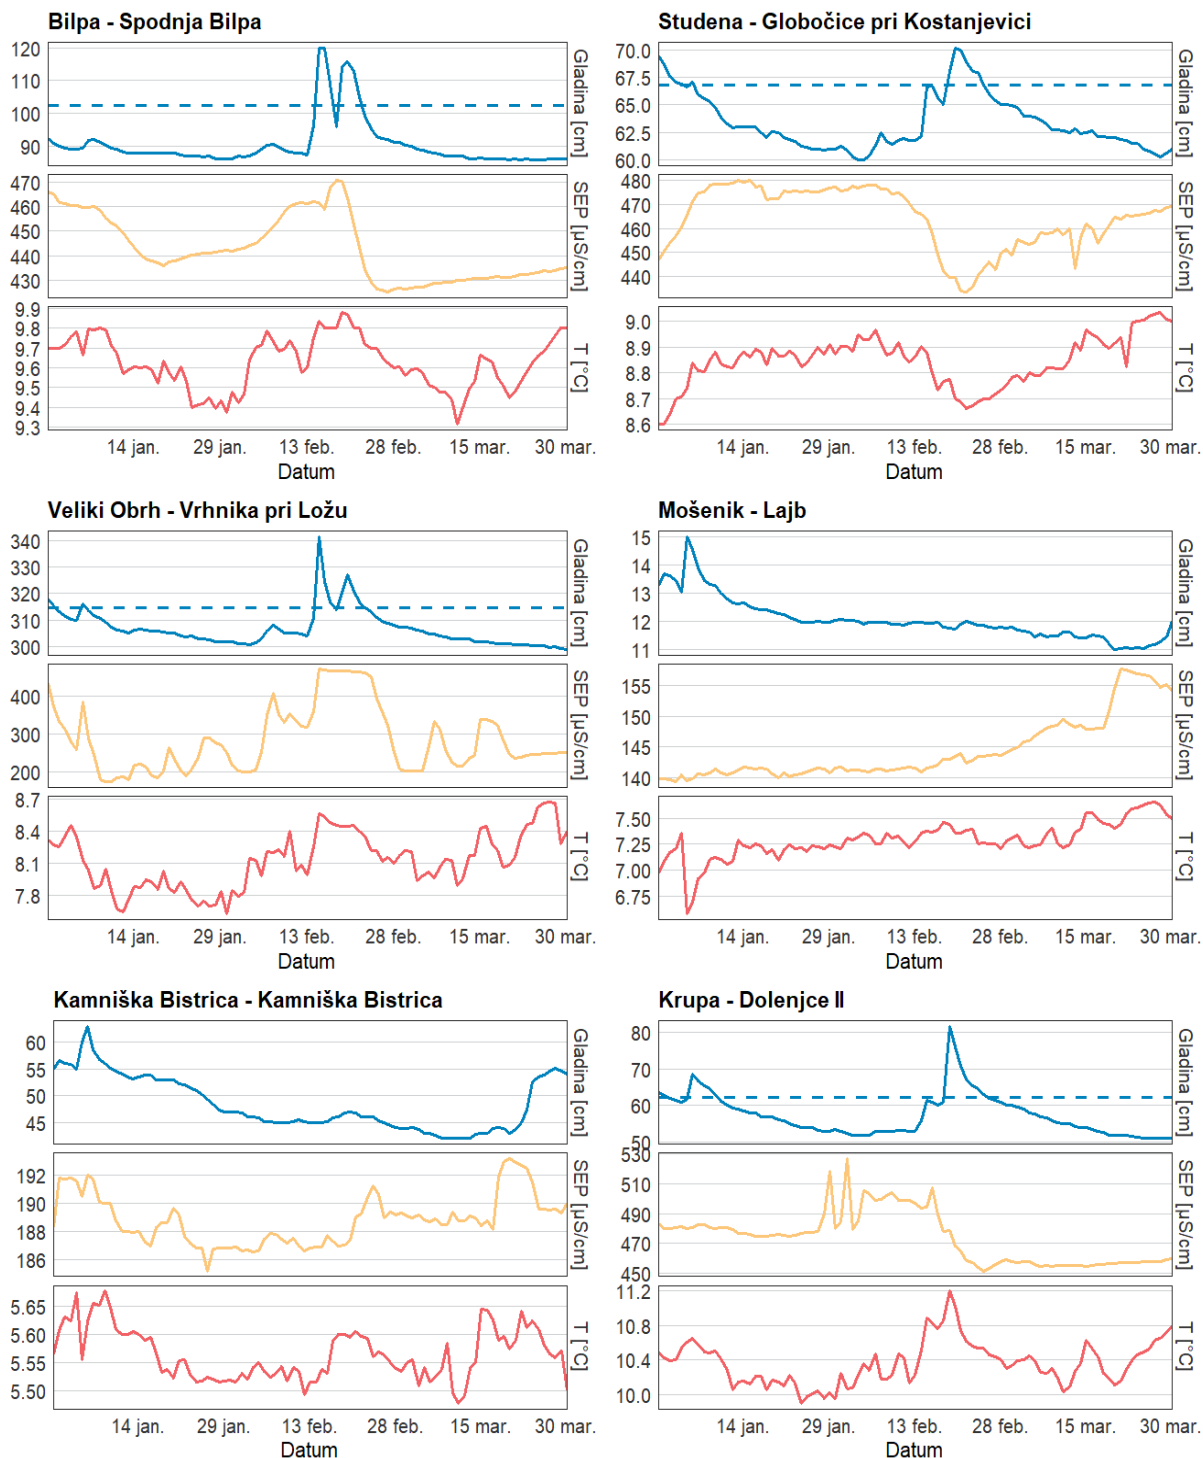 Bilpa - Spodnja Bilpa
120
110
100
90
Gladina [cm]
470
460
450
440
430
SEP [µS/cm]
9.9
9.8
9.7
9.6
9.5
9.4
9.3
T [°C]
14 jan.
29 jan.
13 feb.
28 feb.
15 mar.
30 mar.
Datum
Studena - Globočice pri Kostanjevici
70.0
67.5
65.0
62.5
60.0
Gladina [cm]
480
470
460
450
440
SEP [µS/cm]
9.0
8.9
8.8
8.7
8.6
T [°C]
14 jan.
29 jan.
13 feb.
28 feb.
15 mar.
30 mar.
Datum
Veliki Obrh - Vrhnika pri Ložu
340
330
320
310
300
Gladina [cm]
400
300
200
SEP [µS/cm]
8.7
8.4
8.1
7.8
T [°C]
14 jan.
29 jan.
13 feb.
28 feb.
15 mar.
30 mar.
Datum
Mošenik - Lajb
15
14
13
12
11
Gladina [cm]
155
150
145
140
SEP [µS/cm]
7.50
7.25
7.00
6.75
T [°C]
14 jan.
29 jan.
13 feb.
28 feb.
15 mar.
30 mar.
Datum
Kamniška Bistrica - Kamniška Bistrica
60
55
50
45
Gladina [cm]
192
190
188
186
SEP [µS/cm]
5.65
5.60
5.55
5.50
T [°C]
14 jan.
29 jan.
13 feb.
28 feb.
15 mar.
30 mar.
Datum
Krupa - Dolenjce II
80
70
60
50
Gladina [cm]
530
510
490
470
450
SEP [µS/cm]
11.2
10.8
10.4
10.0
T [°C]
14 jan.
29 jan.
13 feb.
28 feb.
15 mar.
30 mar.
Datum